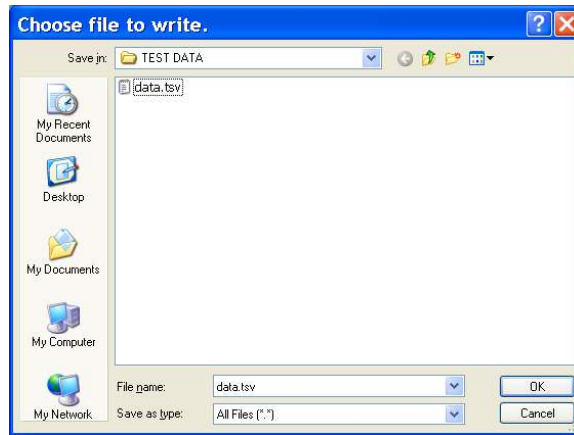 Choose file to write.
Save in: TEST DATA
data.tsv
My Recent
Documents
Desktop
My Documents
My Computer
My Network
File name: data.tsv OK
Save as type: All Files (*.*) Cancel